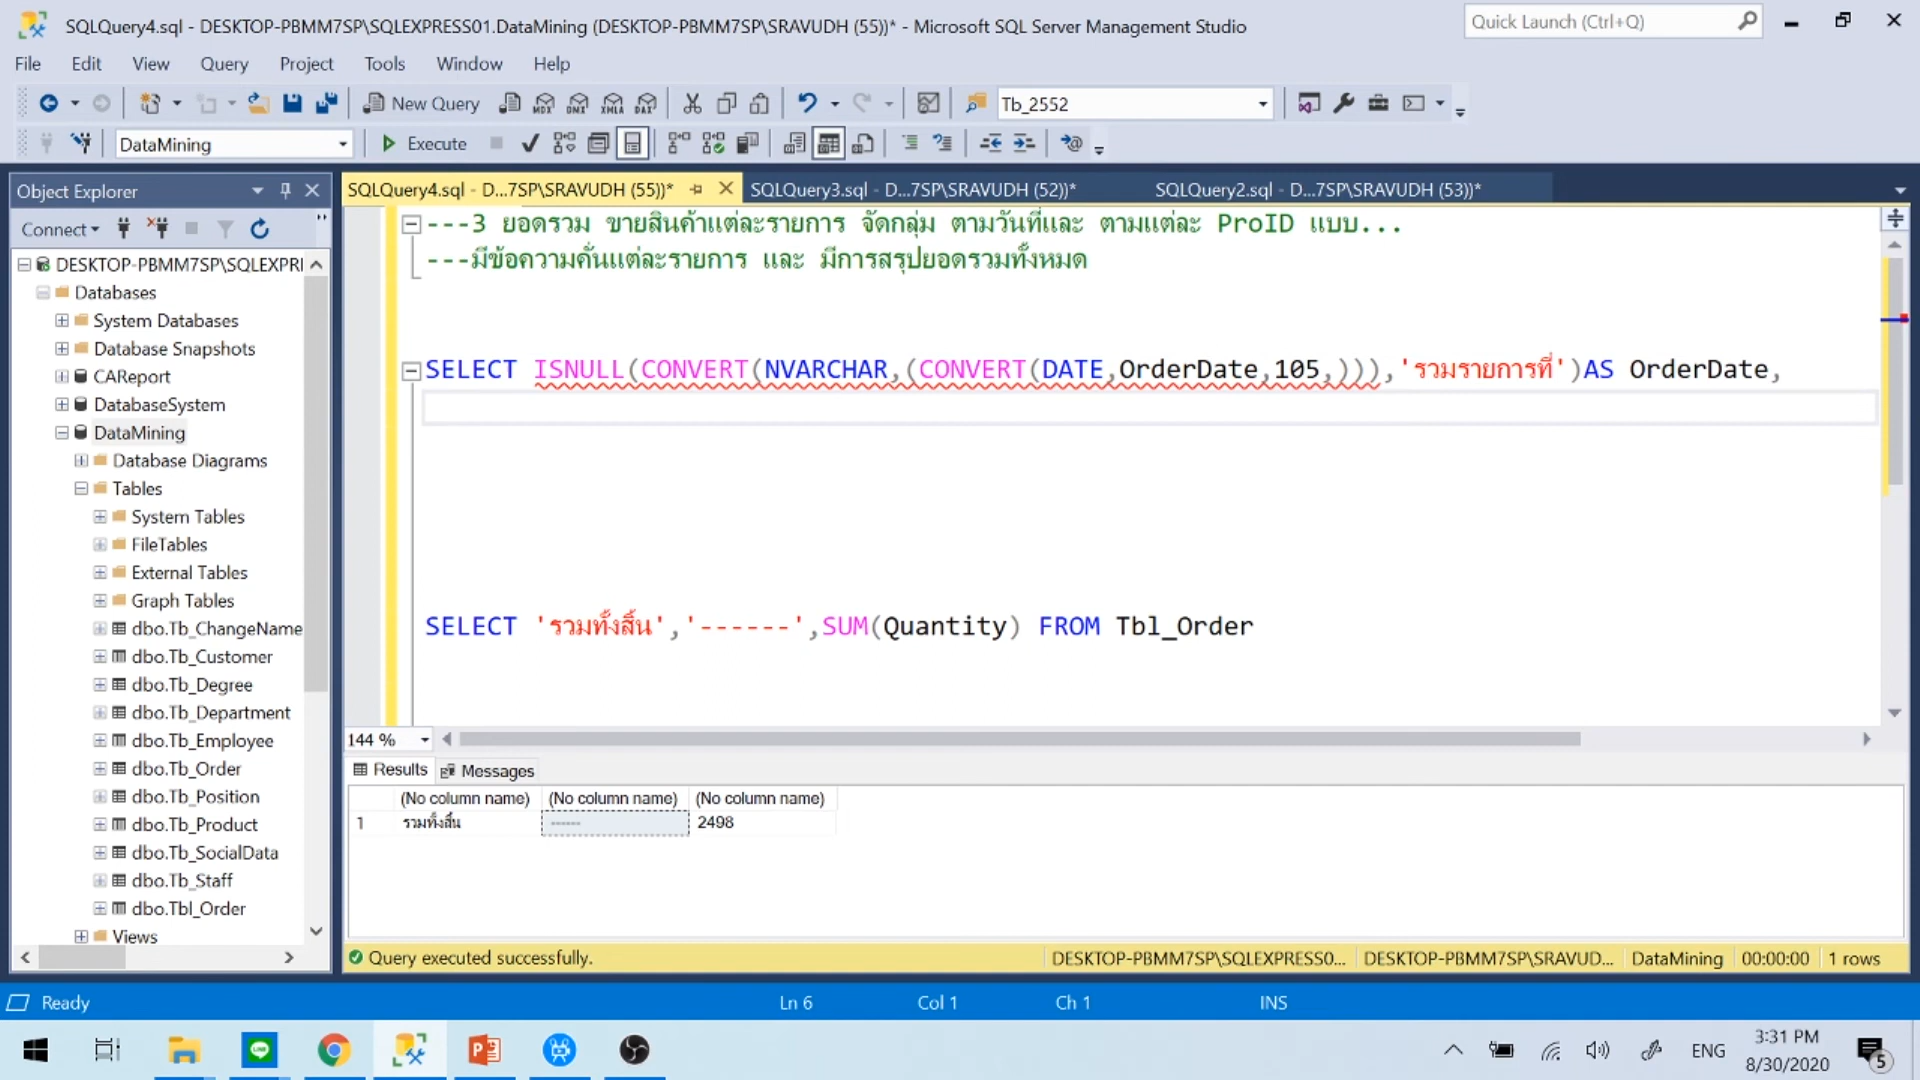 SQLQuery4.sql - DESKTOP-PBMM7SP\SQLEXPRESS01.DataMining (DESKTOP-PBMM7SP\SRAVUDH (55))* - Microsoft SQL Server Management Studio
Quick Launch (Ctrl+Q)
File Edit View Query Project Tools Window Help
New Query
MDX DMX XMLA DAX
Tb_2552
DataMining
Execute
Object Explorer
SQLQuery4.sql - D...7SP\SRAVUDH (55))*
SQLQuery3.sql - D...7SP\SRAVUDH (52))*
SQLQuery2.sql - D...7SP\SRAVUDH (53))*
Connect
DESKTOP-PBMM7SP\SQLEXPRI
Databases
System Databases
Database Snapshots
CAReport
DatabaseSystem
DataMining
Database Diagrams
Tables
System Tables
FileTables
External Tables
Graph Tables
dbo.Tb_ChangeName
dbo.Tb_Customer
dbo.Tb_Degree
dbo.Tb_Department
dbo.Tb_Employee
dbo.Tb_Order
dbo.Tb_Position
dbo.Tb_Product
dbo.Tb_SocialData
dbo.Tb_Staff
dbo.Tbl_Order
Views
---3 ยอดรวม ขายสินค้าแต่ละรายการ จัดกลุ่ม ตามวันที่และ ตามแต่ละ ProID แบบ...
---มีข้อความคั่นแต่ละรายการ และ มีการสรุปยอดรวมทั้งหมด
SELECT ISNULL(CONVERT(NVARCHAR,(CONVERT(DATE,OrderDate,105,))),'รวมรายการที่')AS OrderDate,
SELECT 'รวมทั้งสิ้น','------',SUM(Quantity) FROM Tbl_Order
144 %
Results Messages
(No column name) (No column name) (No column name)
1 รวมทั้งสิ้น ------ 2498
Query executed successfully.
DESKTOP-PBMM7SP\SQLEXPRESS0... DESKTOP-PBMM7SP\SRAVUD... DataMining 00:00:00 1 rows
Ready Ln 6 Col 1 Ch 1 INS
LINE
ENG
3:31 PM
8/30/2020
5